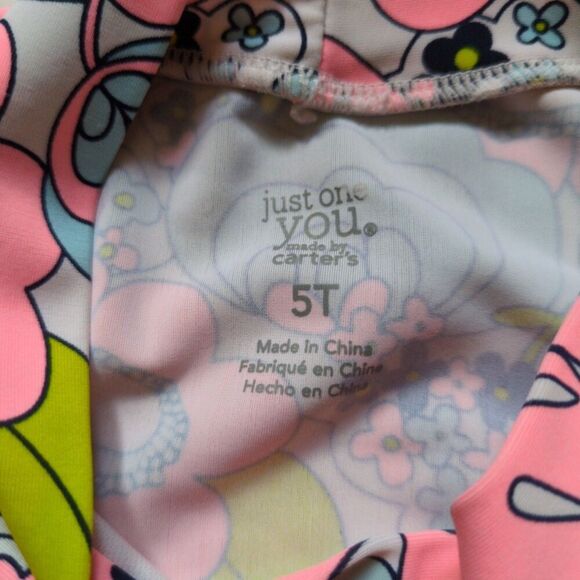 just one
you.®
made by
carter's
5T
Made in China
Fabriqué en Chine
Hecho en China